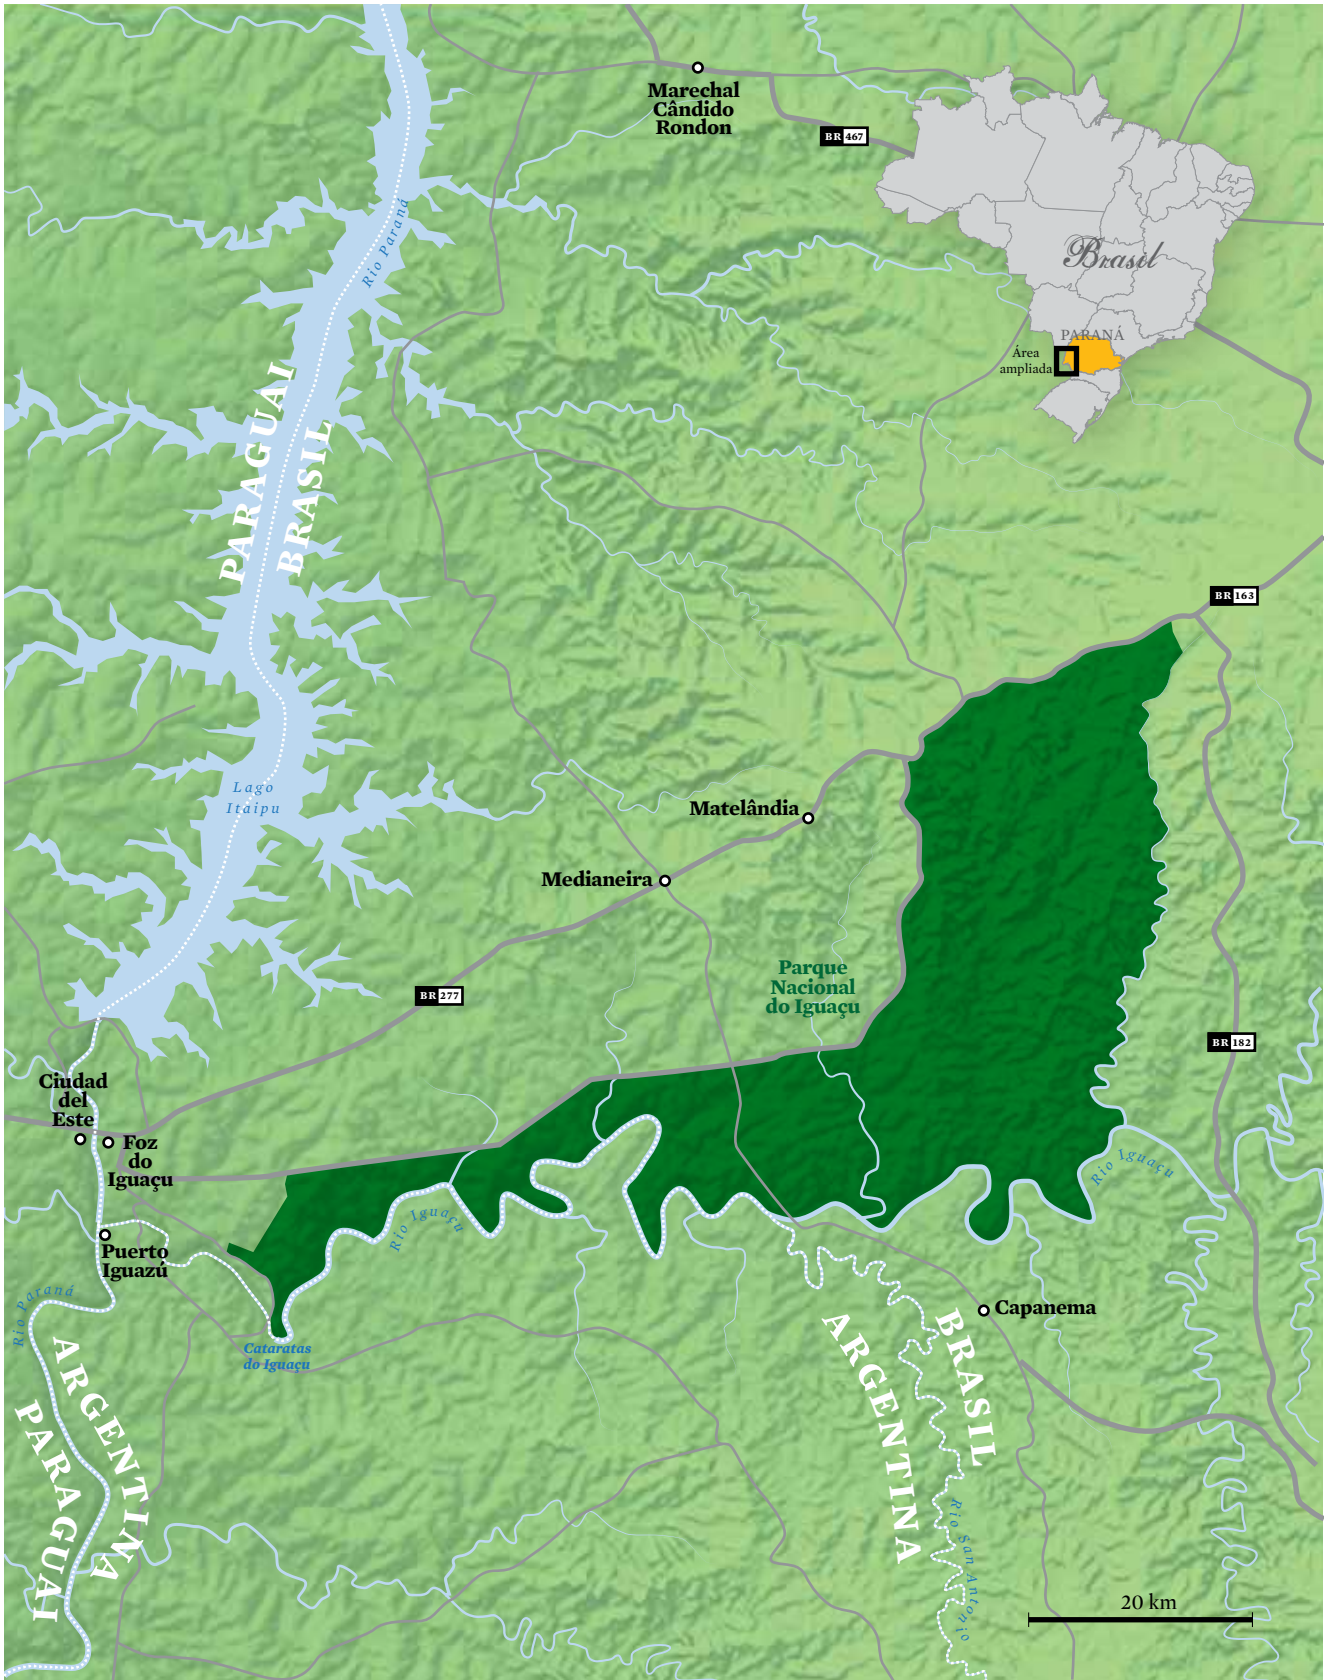 Marechal
Cândido
Rondon
BR 467
Brasil
PARANÁ
Área
ampliada
Rio Paraná
PARAGUAI
BRASIL
BR 163
Lago
Itaipu
Matelândia
Medianeira
Parque
Nacional
do Iguaçu
BR 277
BR 182
Ciudad
del
Este
Foz
do
Iguaçu
Rio Iguaçu
Rio Iguaçu
Puerto
Iguazú
Rio Paraná
Cataratas
do Iguaçu
Capanema
ARGENTINA
PARAGUAI
ARGENTINA
BRASIL
Rio San Antonio
20 km